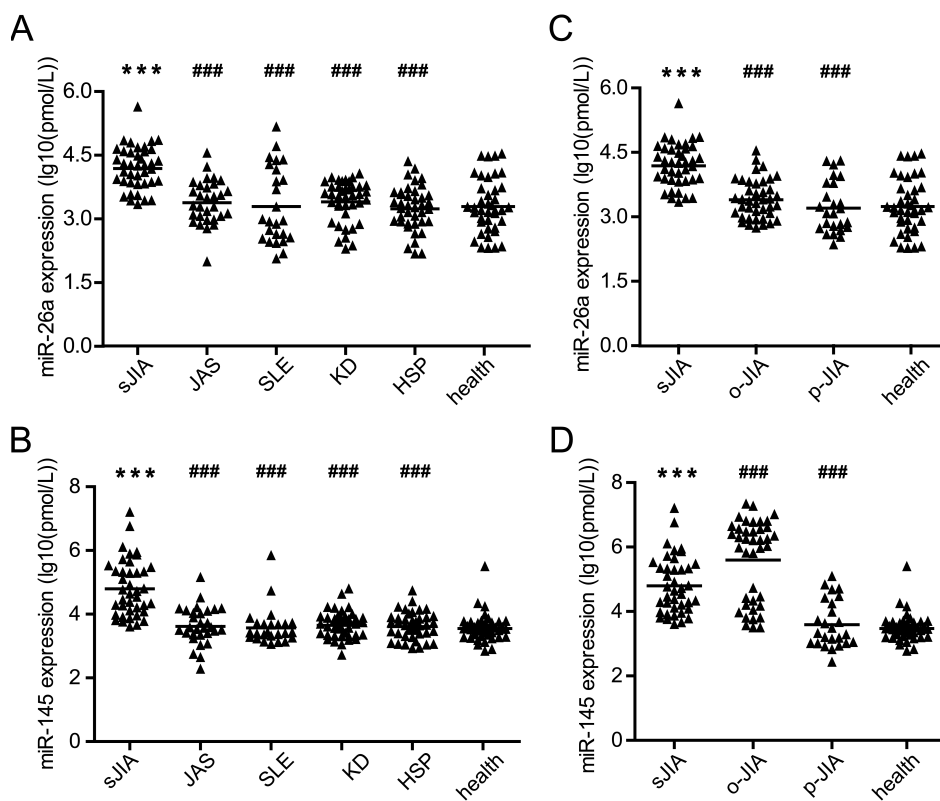 A
miR-26a expression (lg10(pmol/L))
*** ### ### ### ###
6.0
4.5
3.0
1.5
0.0
sJIA JAS SLE KD HSP health
C
miR-26a expression (lg10(pmol/L))
*** ### ###
6.0
4.5
3.0
1.5
0.0
sJIA o-JIA p-JIA health
B
miR-145 expression (lg10(pmol/L))
*** ### ### ### ###
8
6
4
2
0
sJIA JAS SLE KD HSP health
D
miR-145 expression (lg10(pmol/L))
*** ### ###
8
6
4
2
0
sJIA o-JIA p-JIA health